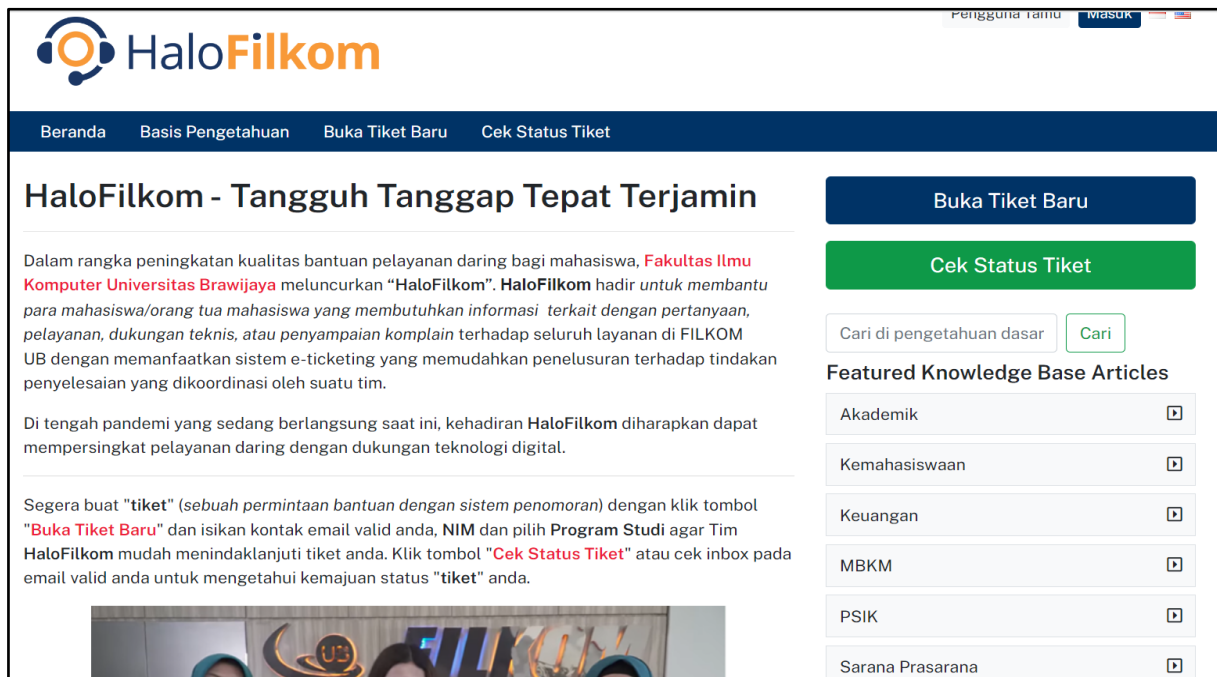 Pengguna Tamu Masuk
HaloFilkom
Beranda Basis Pengetahuan Buka Tiket Baru Cek Status Tiket
HaloFilkom - Tangguh Tanggap Tepat Terjamin
Dalam rangka peningkatan kualitas bantuan pelayanan daring bagi mahasiswa, Fakultas Ilmu
Komputer Universitas Brawijaya meluncurkan “HaloFilkom”. HaloFilkom hadir untuk membantu
para mahasiswa/orang tua mahasiswa yang membutuhkan informasi terkait dengan pertanyaan,
pelayanan, dukungan teknis, atau penyampaian komplain terhadap seluruh layanan di FILKOM
UB dengan memanfaatkan sistem e-ticketing yang memudahkan penelusuran terhadap tindakan
penyelesaian yang dikoordinasi oleh suatu tim.
Di tengah pandemi yang sedang berlangsung saat ini, kehadiran HaloFilkom diharapkan dapat
mempersingkat pelayanan daring dengan dukungan teknologi digital.
Segera buat "tiket" (sebuah permintaan bantuan dengan sistem penomoran) dengan klik tombol
"Buka Tiket Baru" dan isikan kontak email valid anda, NIM dan pilih Program Studi agar Tim
HaloFilkom mudah menindaklanjuti tiket anda. Klik tombol "Cek Status Tiket" atau cek inbox pada
email valid anda untuk mengetahui kemajuan status "tiket" anda.
UB FILKOM
Buka Tiket Baru
Cek Status Tiket
Cari di pengetahuan dasar Cari
Featured Knowledge Base Articles
Akademik
Kemahasiswaan
Keuangan
MBKM
PSIK
Sarana Prasarana